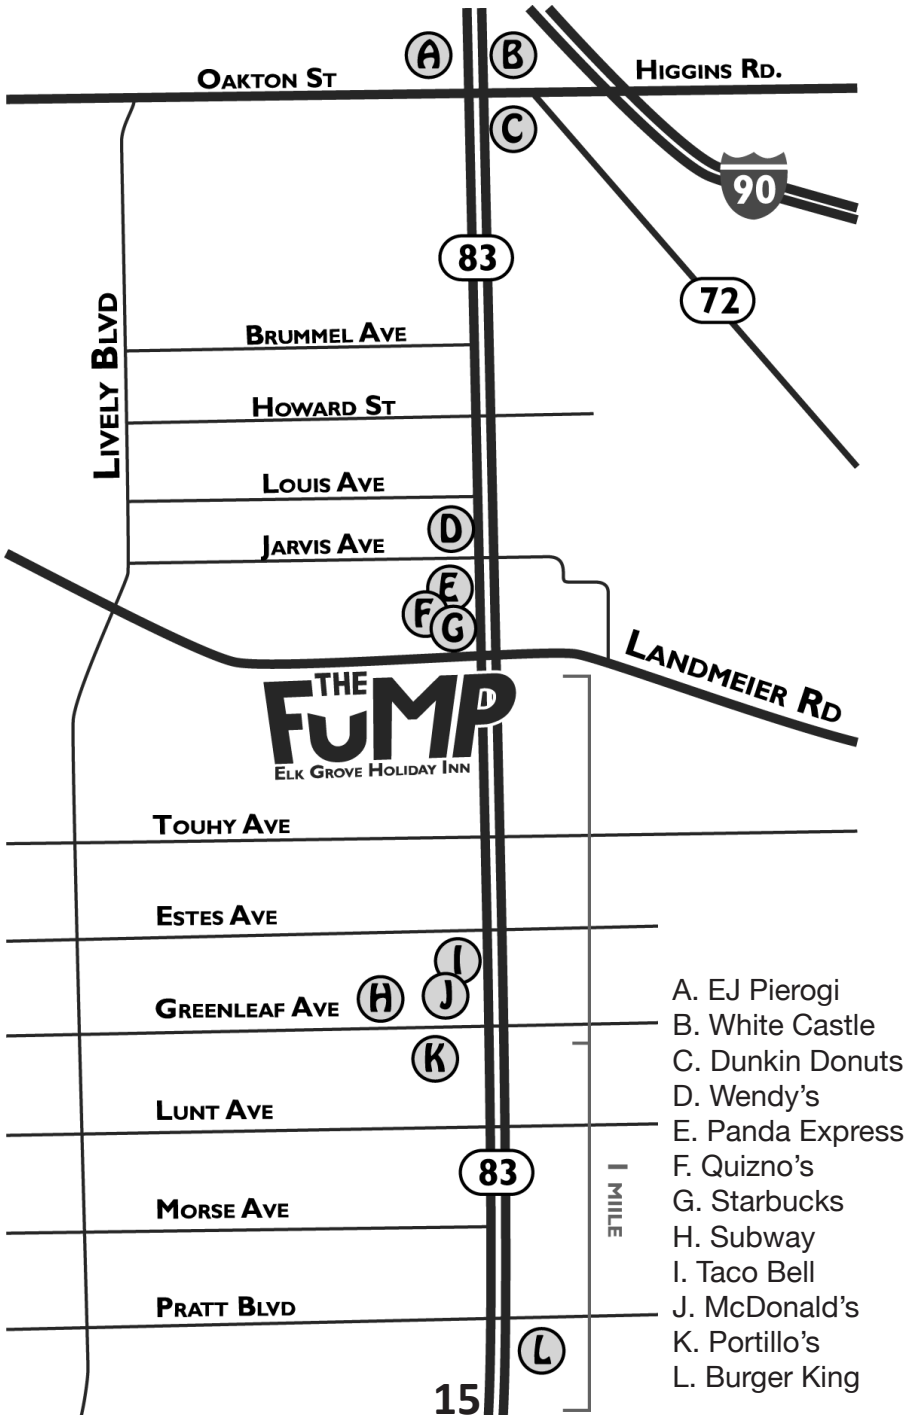 A
B
OAKTON ST
HIGGINS RD.
C
90
83
72
LIVELY BLVD
BRUMMEL AVE
HOWARD ST
LOUIS AVE
D
JARVIS AVE
E
F
G
LANDMEIER RD
THE
FuMP
ELK GROVE HOLIDAY INN
TOUHY AVE
ESTES AVE
I
H
J
GREENLEAF AVE
K
LUNT AVE
83
1 MIILE
MORSE AVE
PRATT BLVD
L
15
A. EJ Pierogi
B. White Castle
C. Dunkin Donuts
D. Wendy’s
E. Panda Express
F. Quizno’s
G. Starbucks
H. Subway
I. Taco Bell
J. McDonald’s
K. Portillo’s
L. Burger King